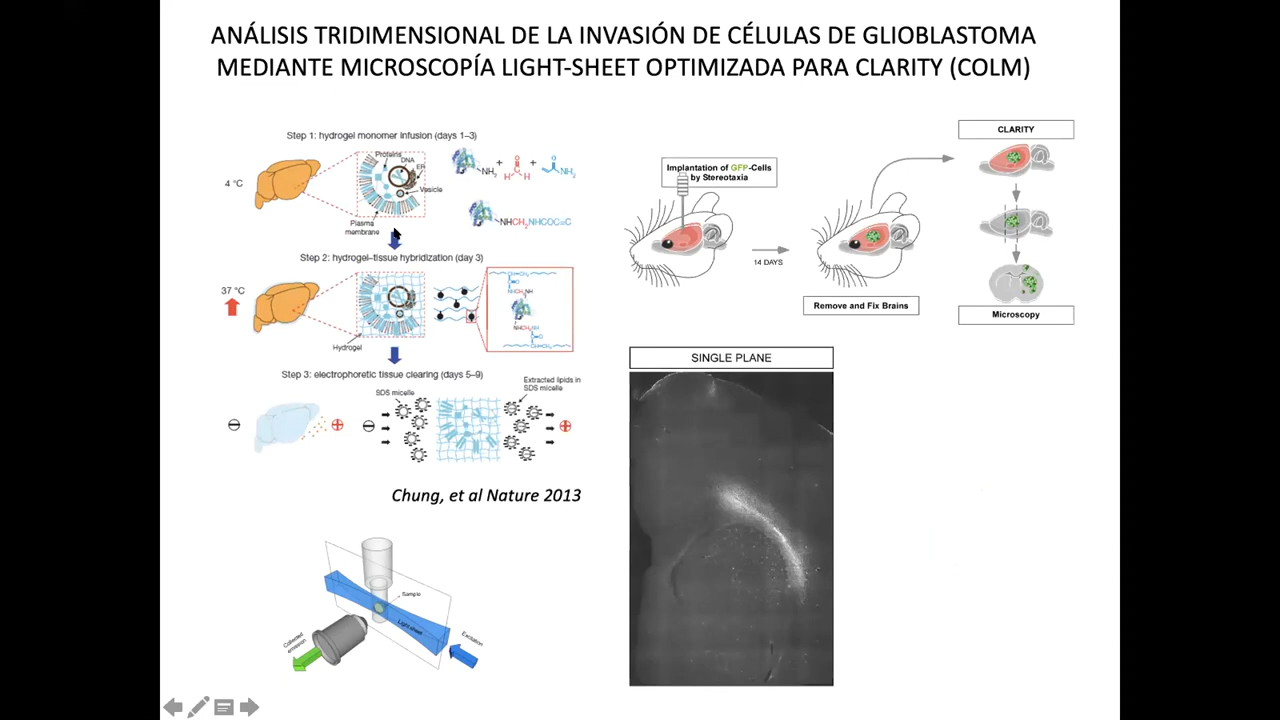 ANÁLISIS TRIDIMENSIONAL DE LA INVASIÓN DE CÉLULAS DE GLIOBLASTOMA
MEDIANTE MICROSCOPÍA LIGHT-SHEET OPTIMIZADA PARA CLARITY (COLM)
Step 1: hydrogel monomer infusion (days 1–3)
4 °C
Proteins
DNA
ER
Vesicle
Plasma
membrane
NH2 + H H + NH2
NHCH2NHCOC=C
Step 2: hydrogel–tissue hybridization (day 3)
37 °C
Hydrogel
Step 3: electrophoretic tissue clearing (days 5–9)
SDS micelle
Extracted lipids in
SDS micelle
Chung, et al Nature 2013
Sample
Light sheet
Excitation
Collected
emission
Implantation of GFP-Cells
by Stereotaxia
14 DAYS
Remove and Fix Brains
CLARITY
Microscopy
SINGLE PLANE